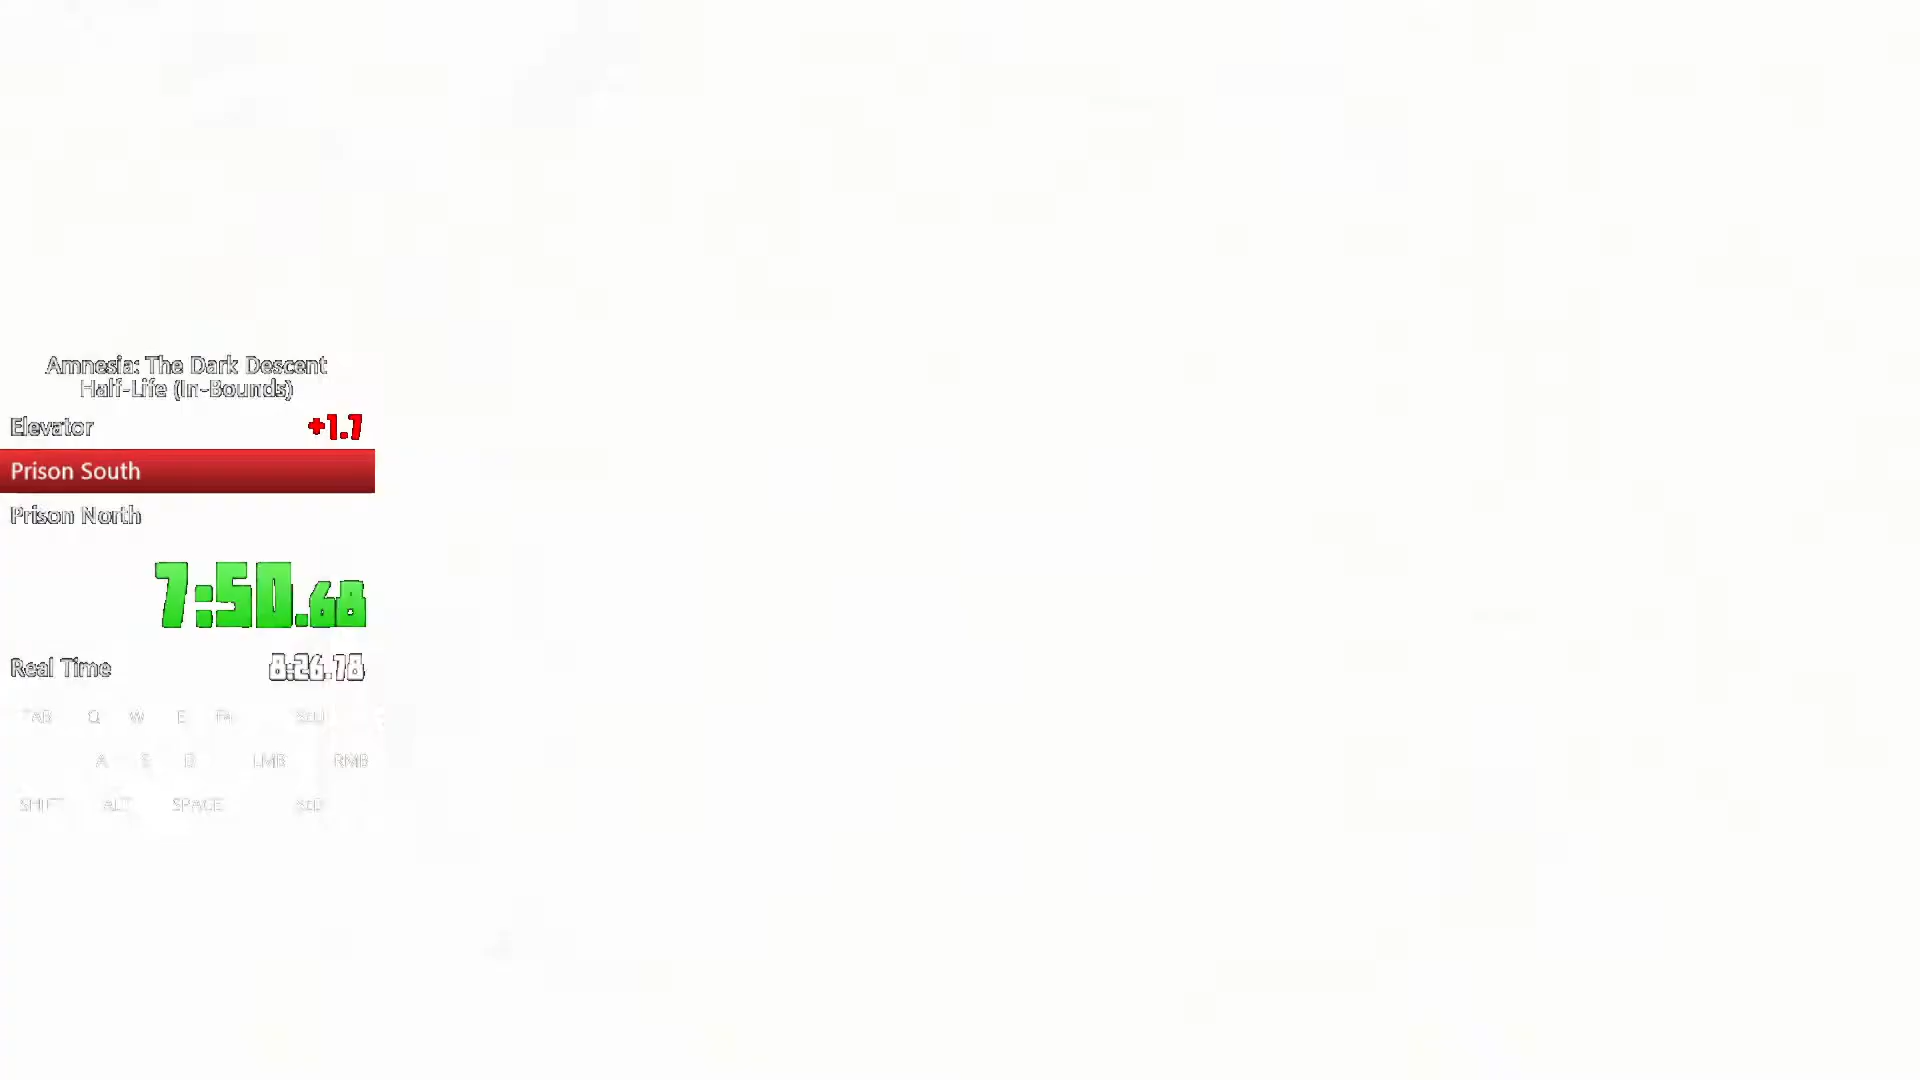 Amnesia: The Dark Descent
Half-Life (In-Bounds)
Elevator +1.7
Prison South
Prison North
7:50.68
Real Time 8:26.78
TAB Q W E
A S D LMB RMB
SHIFT ALT SPACE